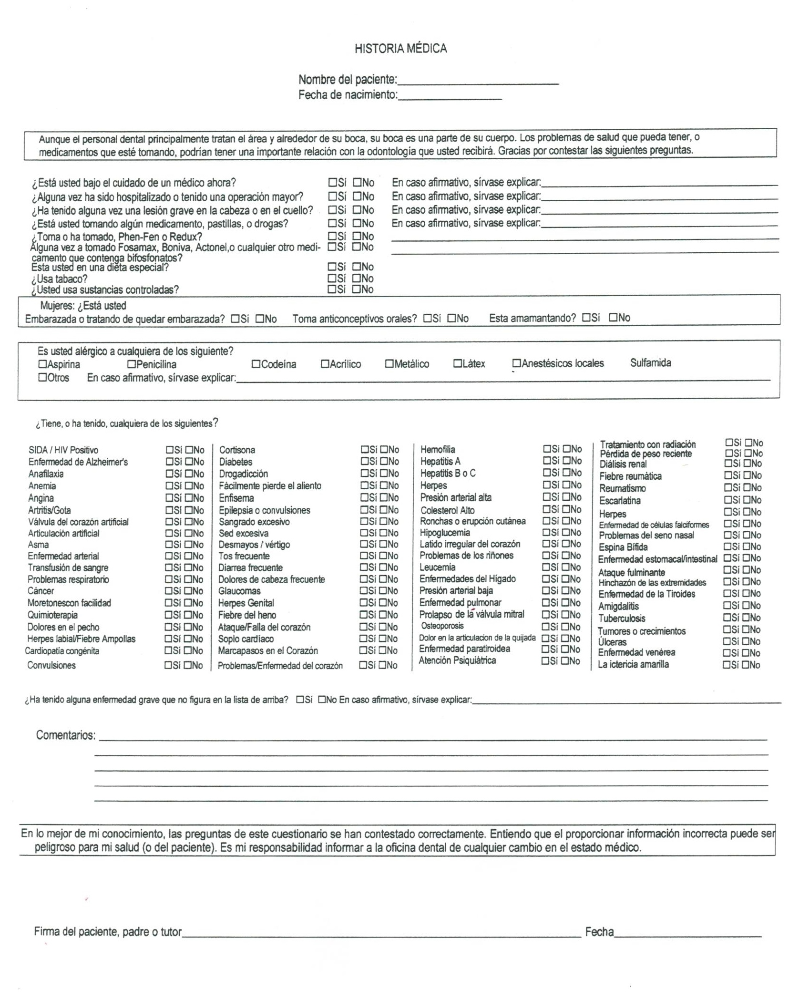 HISTORIA MÉDICA
Nombre del paciente:
Fecha de nacimiento:
Aunque el personal dental principalmente tratan el área y alrededor de su boca, su boca es una parte de su cuerpo. Los problemas de salud que pueda tener, o
medicamentos que esté tomando, podrían tener una importante relación con la odontología que usted recibirá. Gracias por contestar las siguientes preguntas.
¿Está usted bajo el cuidado de un médico ahora? ☐Sí ☐No En caso afirmativo, sírvase explicar:
¿Alguna vez ha sido hospitalizado o tenido una operación mayor? ☐Sí ☐No En caso afirmativo, sírvase explicar:
¿Ha tenido alguna vez una lesión grave en la cabeza o en el cuello? ☐Sí ☐No En caso afirmativo, sírvase explicar:
¿Está usted tomando algún medicamento, pastillas, o drogas? ☐Sí ☐No En caso afirmativo, sírvase explicar:
¿Toma o ha tomado, Phen-Fen o Redux? ☐Sí ☐No
Alguna vez a tomado Fosamax, Boniva, Actonel,o cualquier otro medi- ☐Sí ☐No
camento que contenga bifosfonatos?
Esta usted en una dieta especial? ☐Sí ☐No
¿Usa tabaco? ☐Sí ☐No
¿Usted usa sustancias controladas? ☐Sí ☐No
Mujeres: ¿Está usted
Embarazada o tratando de quedar embarazada? ☐Sí ☐No Toma anticonceptivos orales? ☐Sí ☐No Esta amamantando? ☐Sí ☐No
Es usted alérgico a cualquiera de los siguiente?
☐Aspirina ☐Penicilina ☐Codeína ☐Acrílico ☐Metálico ☐Látex ☐Anestésicos locales Sulfamida
☐Otros En caso afirmativo, sírvase explicar:
¿Tiene, o ha tenido, cualquiera de los siguientes?
SIDA / HIV Positivo ☐Sí ☐No
Enfermedad de Alzheimer's ☐Sí ☐No
Anafilaxia ☐Sí ☐No
Anemia ☐Sí ☐No
Angina ☐Sí ☐No
Artritis/Gota ☐Sí ☐No
Válvula del corazón artificial ☐Sí ☐No
Articulación artificial ☐Sí ☐No
Asma ☐Sí ☐No
Enfermedad arterial ☐Sí ☐No
Transfusión de sangre ☐Sí ☐No
Problemas respiratorio ☐Sí ☐No
Cáncer ☐Sí ☐No
Moretonescon facilidad ☐Sí ☐No
Quimioterapia ☐Sí ☐No
Dolores en el pecho ☐Sí ☐No
Herpes labial/Fiebre Ampollas ☐Sí ☐No
Cardiopatía congénita ☐Sí ☐No
Convulsiones ☐Sí ☐No
Cortisona ☐Sí ☐No
Diabetes ☐Sí ☐No
Drogadicción ☐Sí ☐No
Fácilmente pierde el aliento ☐Sí ☐No
Enfisema ☐Sí ☐No
Epilepsia o convulsiones ☐Sí ☐No
Sangrado excesivo ☐Sí ☐No
Sed excesiva ☐Sí ☐No
Desmayos / vértigo ☐Sí ☐No
Tos frecuente ☐Sí ☐No
Diarrea frecuente ☐Sí ☐No
Dolores de cabeza frecuente ☐Sí ☐No
Glaucomas ☐Sí ☐No
Herpes Genital ☐Sí ☐No
Fiebre del heno ☐Sí ☐No
Ataque/Falla del corazón ☐Sí ☐No
Soplo cardíaco ☐Sí ☐No
Marcapasos en el Corazón ☐Sí ☐No
Problemas/Enfermedad del corazón ☐Sí ☐No
Hemofilia ☐Sí ☐No
Hepatitis A ☐Sí ☐No
Hepatitis B o C ☐Sí ☐No
Herpes ☐Sí ☐No
Presión arterial alta ☐Sí ☐No
Colesterol Alto ☐Sí ☐No
Ronchas o erupción cutánea ☐Sí ☐No
Hipoglucemia ☐Sí ☐No
Latido irregular del corazón ☐Sí ☐No
Problemas de los riñones ☐Sí ☐No
Leucemia ☐Sí ☐No
Enfermedades del Hígado ☐Sí ☐No
Presión arterial baja ☐Sí ☐No
Enfermedad pulmonar ☐Sí ☐No
Prolapso de la válvula mitral ☐Sí ☐No
Osteoporosis ☐Sí ☐No
Dolor en la articulacion de la quijada ☐Sí ☐No
Enfermedad paratiroidea ☐Sí ☐No
Atención Psiquiátrica ☐Sí ☐No
Tratamiento con radiación ☐Sí ☐No
Pérdida de peso reciente ☐Sí ☐No
Diálisis renal ☐Sí ☐No
Fiebre reumática ☐Sí ☐No
Reumatismo ☐Sí ☐No
Escarlatina ☐Sí ☐No
Herpes ☐Sí ☐No
Enfermedad de células falciformes ☐Sí ☐No
Problemas del seno nasal ☐Sí ☐No
Espina Bífida ☐Sí ☐No
Enfermedad estomacal/intestinal ☐Sí ☐No
Ataque fulminante ☐Sí ☐No
Hinchazón de las extremidades ☐Sí ☐No
Enfermedad de la Tiroides ☐Sí ☐No
Amigdalitis ☐Sí ☐No
Tuberculosis ☐Sí ☐No
Tumores o crecimientos ☐Sí ☐No
Úlceras ☐Sí ☐No
Enfermedad venérea ☐Sí ☐No
La ictericia amarilla ☐Sí ☐No
¿Ha tenido alguna enfermedad grave que no figura en la lista de arriba? ☐Sí ☐No En caso afirmativo, sírvase explicar:
Comentarios:
En lo mejor de mi conocimiento, las preguntas de este cuestionario se han contestado correctamente. Entiendo que el proporcionar información incorrecta puede ser
peligroso para mi salud (o del paciente). Es mi responsabilidad informar a la oficina dental de cualquier cambio en el estado médico.
Firma del paciente, padre o tutor Fecha